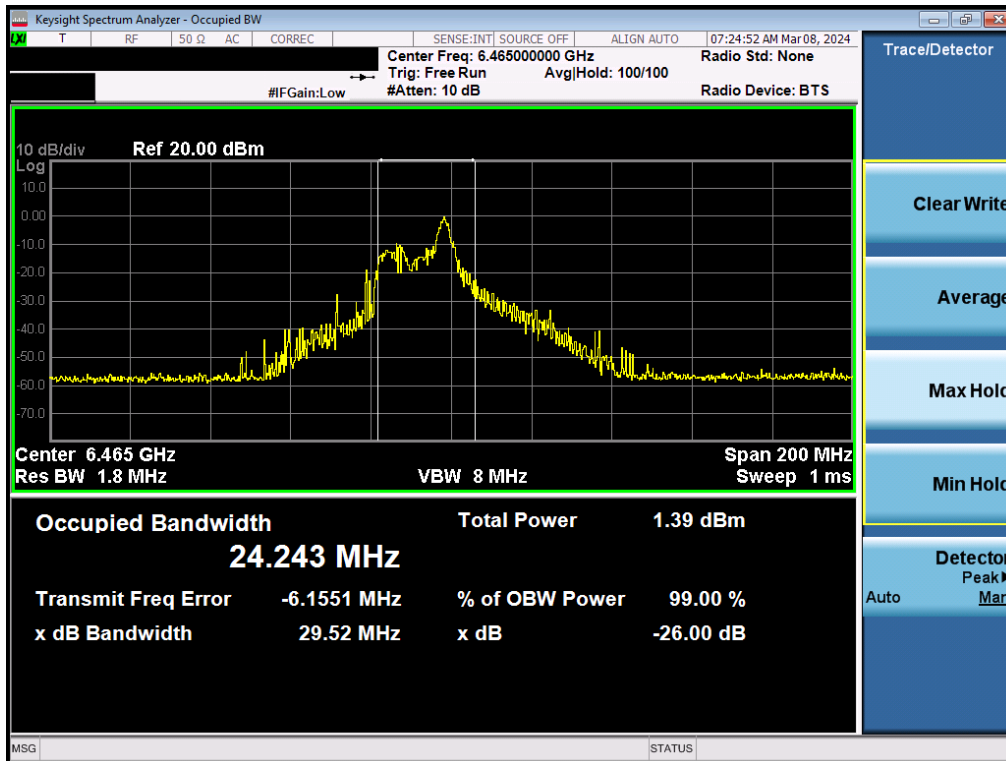 Keysight Spectrum Analyzer - Occupied BW
LXI T RF 50 Ω AC CORREC SENSE:INT SOURCE OFF ALIGN AUTO 07:24:52 AM Mar 08, 2024
Center Freq: 6.465000000 GHz Radio Std: None
Trig: Free Run Avg|Hold: 100/100
#IFGain:Low #Atten: 10 dB Radio Device: BTS
10 dB/div Ref 20.00 dBm
Log
10.0
0.00
-10.0
-20.0
-30.0
-40.0
-50.0
-60.0
-70.0
Center 6.465 GHz Span 200 MHz
Res BW 1.8 MHz VBW 8 MHz Sweep 1 ms
Occupied Bandwidth Total Power 1.39 dBm
24.243 MHz
Transmit Freq Error -6.1551 MHz % of OBW Power 99.00 %
x dB Bandwidth 29.52 MHz x dB -26.00 dB
MSG STATUS
Trace/Detector
Clear Write
Average
Max Hold
Min Hold
Detector
Peak
Auto Man